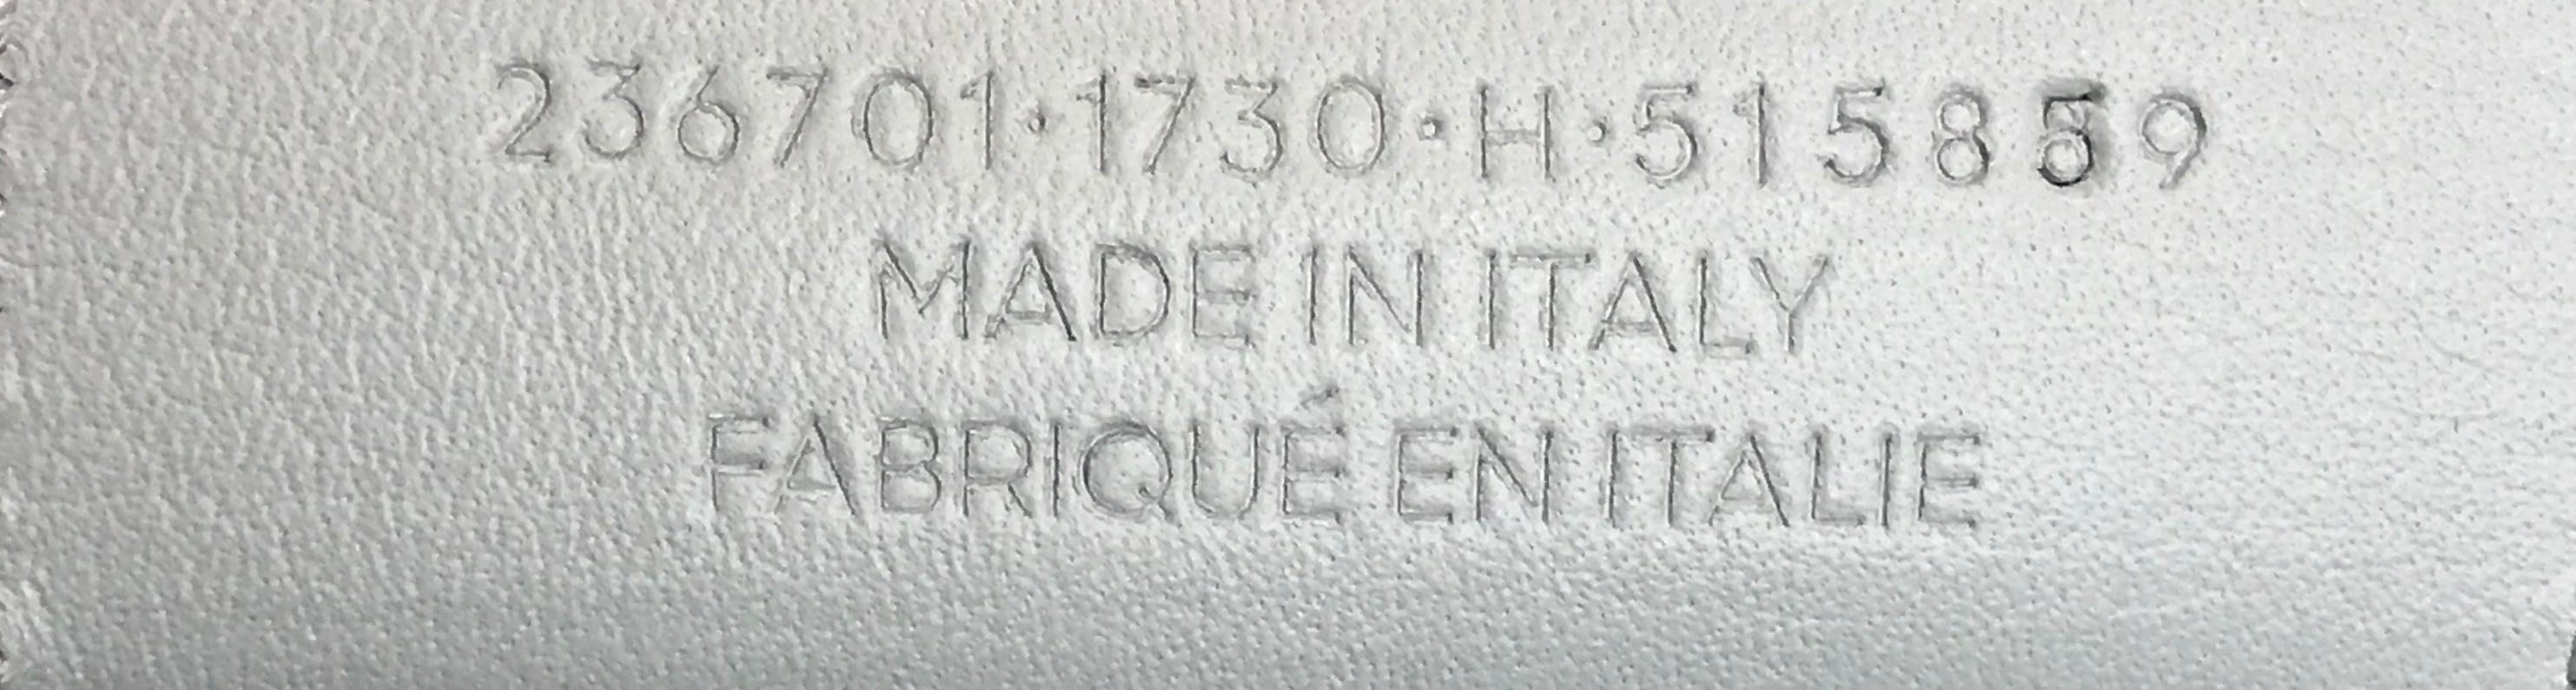 236701·1730·H·515859
MADE IN ITALY
FABRIQUÉ EN ITALIE